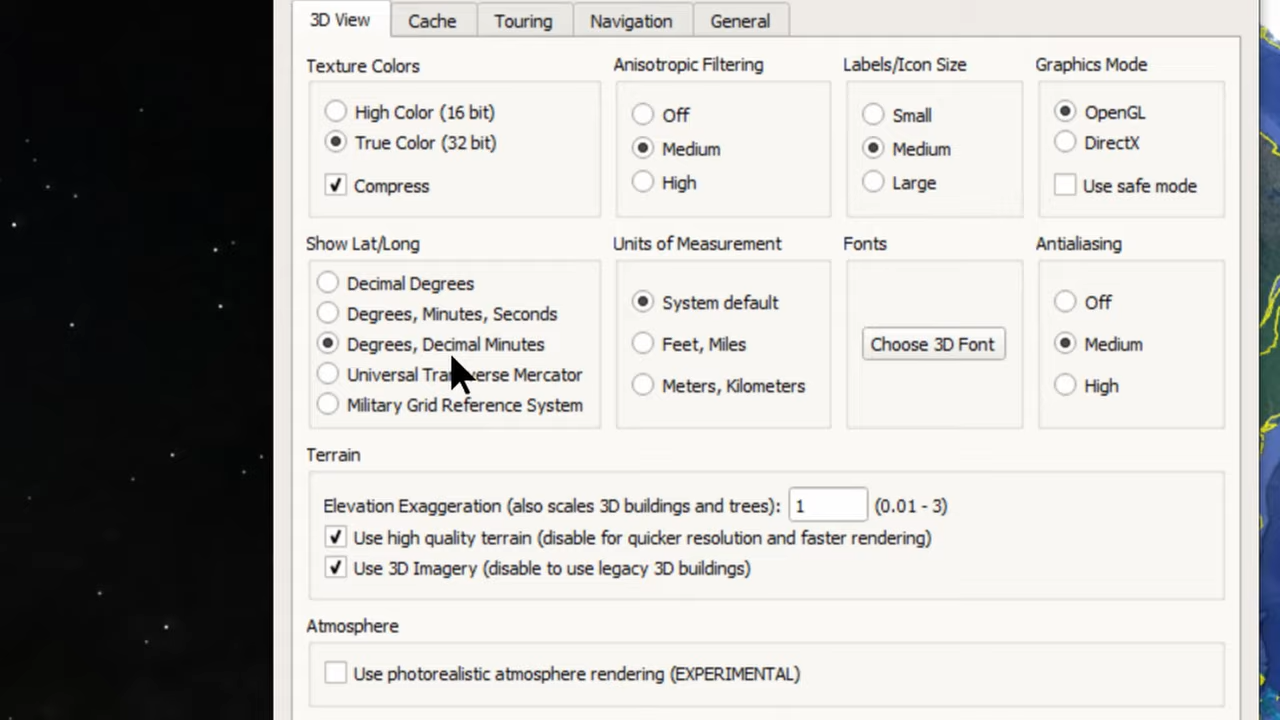 3D View Cache Touring Navigation General
Texture Colors
High Color (16 bit)
True Color (32 bit)
Compress
Anisotropic Filtering
Off
Medium
High
Labels/Icon Size
Small
Medium
Large
Graphics Mode
OpenGL
DirectX
Use safe mode
Show Lat/Long
Decimal Degrees
Degrees, Minutes, Seconds
Degrees, Decimal Minutes
Universal Transverse Mercator
Military Grid Reference System
Units of Measurement
System default
Feet, Miles
Meters, Kilometers
Fonts
Choose 3D Font
Antialiasing
Off
Medium
High
Terrain
Elevation Exaggeration (also scales 3D buildings and trees): 1 (0.01 - 3)
Use high quality terrain (disable for quicker resolution and faster rendering)
Use 3D Imagery (disable to use legacy 3D buildings)
Atmosphere
Use photorealistic atmosphere rendering (EXPERIMENTAL)